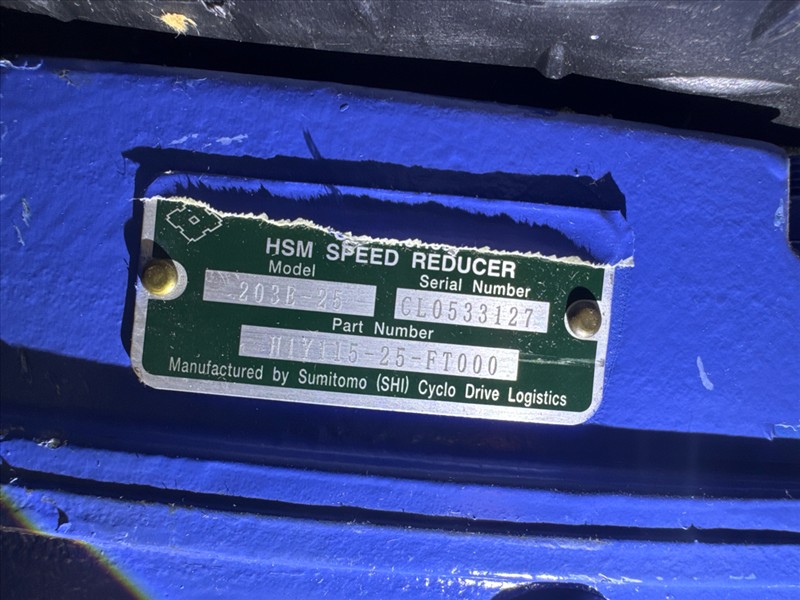 HSM SPEED REDUCER
Model Serial Number
203B-25 CL0533127
Part Number
H1Y115-25-FT000
Manufactured by Sumitomo (SHI) Cyclo Drive Logistics